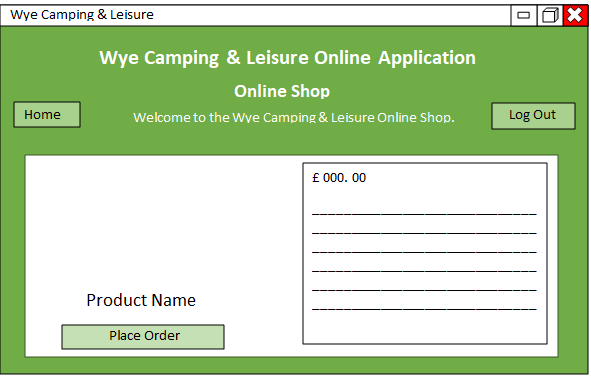 Wye Camping & Leisure
Wye Camping & Leisure Online Application
Online Shop
Home
Welcome to the Wye Camping & Leisure Online Shop.
Log Out
£ 000. 00
Product Name
Place Order